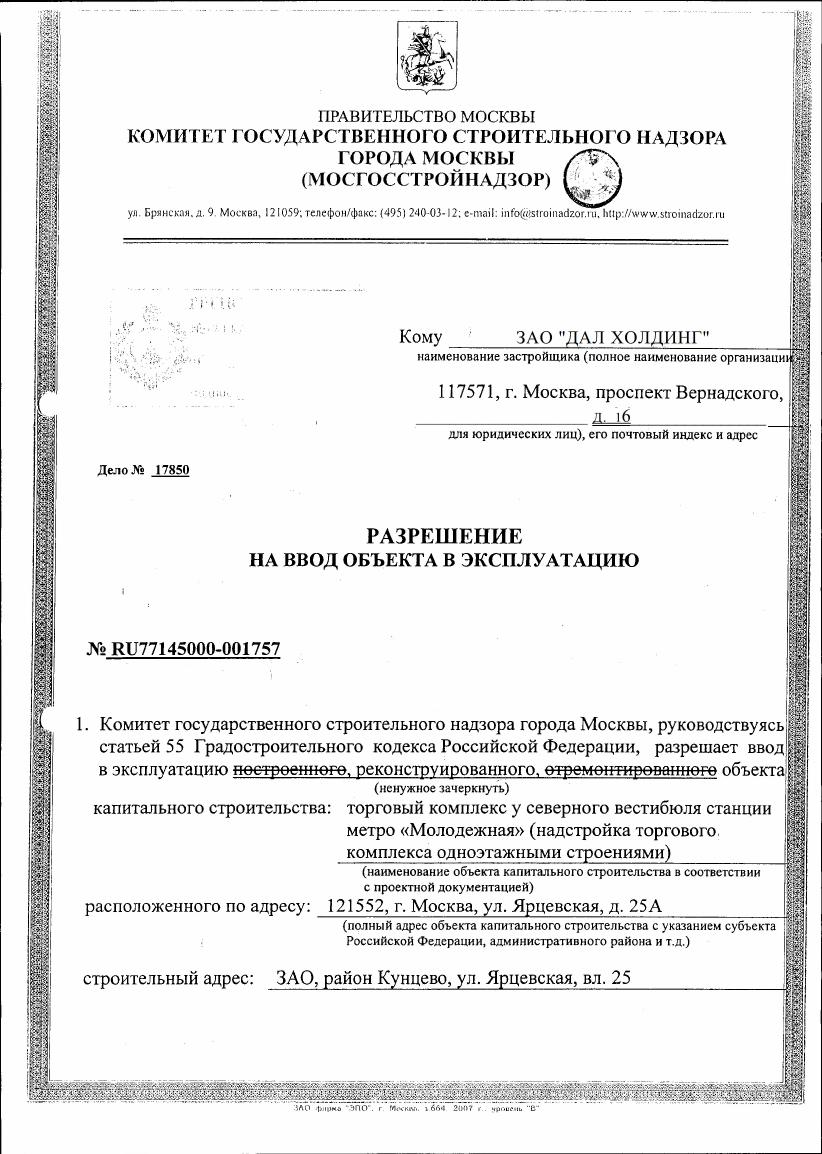 ПРАВИТЕЛЬСТВО МОСКВЫ
КОМИТЕТ ГОСУДАРСТВЕННОГО СТРОИТЕЛЬНОГО НАДЗОРА
ГОРОДА МОСКВЫ
(МОСГОССТРОЙНАДЗОР)
ул. Брянская, д. 9. Москва, 121059; телефон/факс: (495) 240-03-12; e-mail: info@stroinadzor.ru, http://www.stroinadzor.ru
Кому ЗАО "ДАЛ ХОЛДИНГ"
наименование застройщика (полное наименование организации
117571, г. Москва, проспект Вернадского,
д. 16
для юридических лиц), его почтовый индекс и адрес
Дело № 17850
РАЗРЕШЕНИЕ
НА ВВОД ОБЪЕКТА В ЭКСПЛУАТАЦИЮ
№ RU77145000-001757
1. Комитет государственного строительного надзора города Москвы, руководствуясь
статьей 55 Градостроительного кодекса Российской Федерации, разрешает ввод
в эксплуатацию построенного, реконструированного, отремонтированного объекта
(ненужное зачеркнуть)
капитального строительства: торговый комплекс у северного вестибюля станции
метро «Молодежная» (надстройка торгового
комплекса одноэтажными строениями)
(наименование объекта капитального строительства в соответствии
с проектной документацией)
расположенного по адресу: 121552, г. Москва, ул. Ярцевская, д. 25А
(полный адрес объекта капитального строительства с указанием субъекта
Российской Федерации, административного района и т.д.)
строительный адрес: ЗАО, район Кунцево, ул. Ярцевская, вл. 25
ЗАО фирма "ЭПО", г. Москва, з.664, 2007 г., уровень "В"